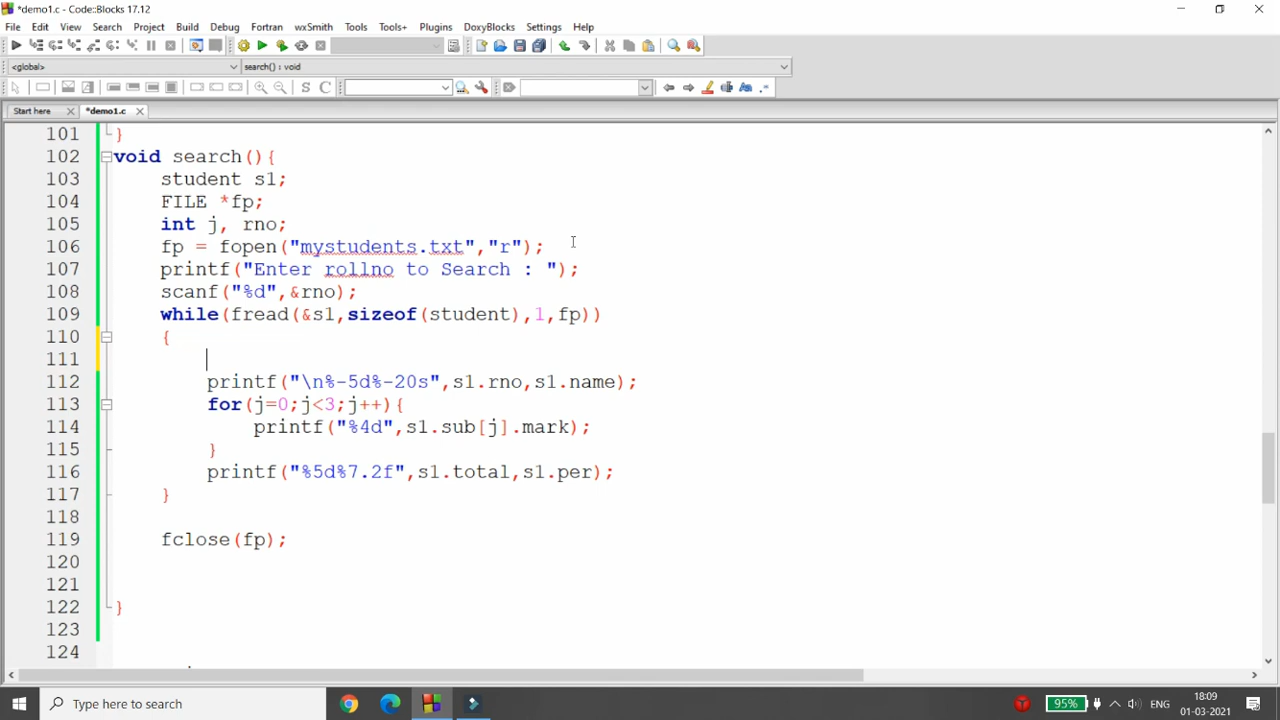 *demo1.c - Code::Blocks 17.12
File Edit View Search Project Build Debug Fortran wxSmith Tools Tools+ Plugins DoxyBlocks Settings Help
<global> search() : void
S C
Start here *demo1.c
101 }
102 void search(){
103 student s1;
104 FILE *fp;
105 int j, rno;
106 fp = fopen("mystudents.txt","r");
107 printf("Enter rollno to Search : ");
108 scanf("%d",&rno);
109 while(fread(&s1,sizeof(student),1,fp))
110 {
111
112 printf("\n%-5d%-20s",s1.rno,s1.name);
113 for(j=0;j<3;j++){
114 printf("%4d",s1.sub[j].mark);
115 }
116 printf("%5d%7.2f",s1.total,s1.per);
117 }
118
119 fclose(fp);
120
121
122 }
123
124
Type here to search 95% ENG 18:09
01-03-2021